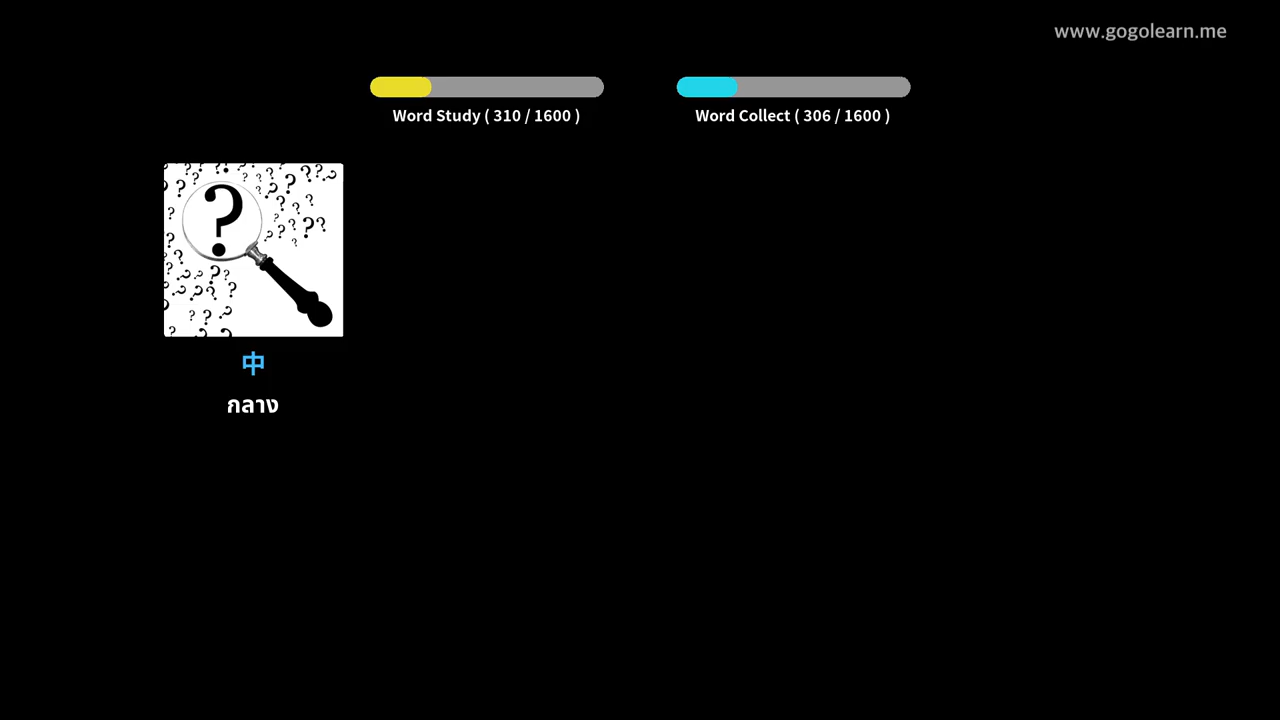 www.gogolearn.me
Word Study ( 310 / 1600 )
Word Collect ( 306 / 1600 )
中
กลาง